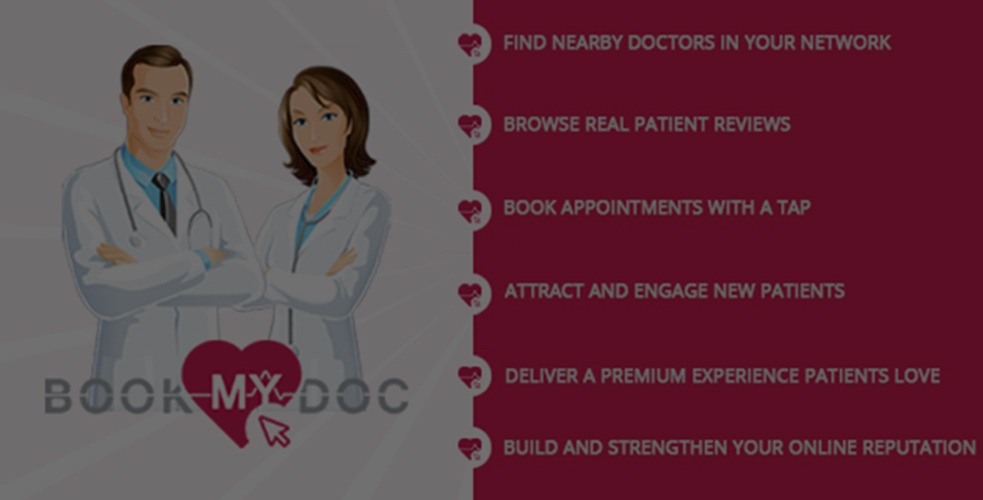 BOOK MY DOC
FIND NEARBY DOCTORS IN YOUR NETWORK
BROWSE REAL PATIENT REVIEWS
BOOK APPOINTMENTS WITH A TAP
ATTRACT AND ENGAGE NEW PATIENTS
DELIVER A PREMIUM EXPERIENCE PATIENTS LOVE
BUILD AND STRENGTHEN YOUR ONLINE REPUTATION